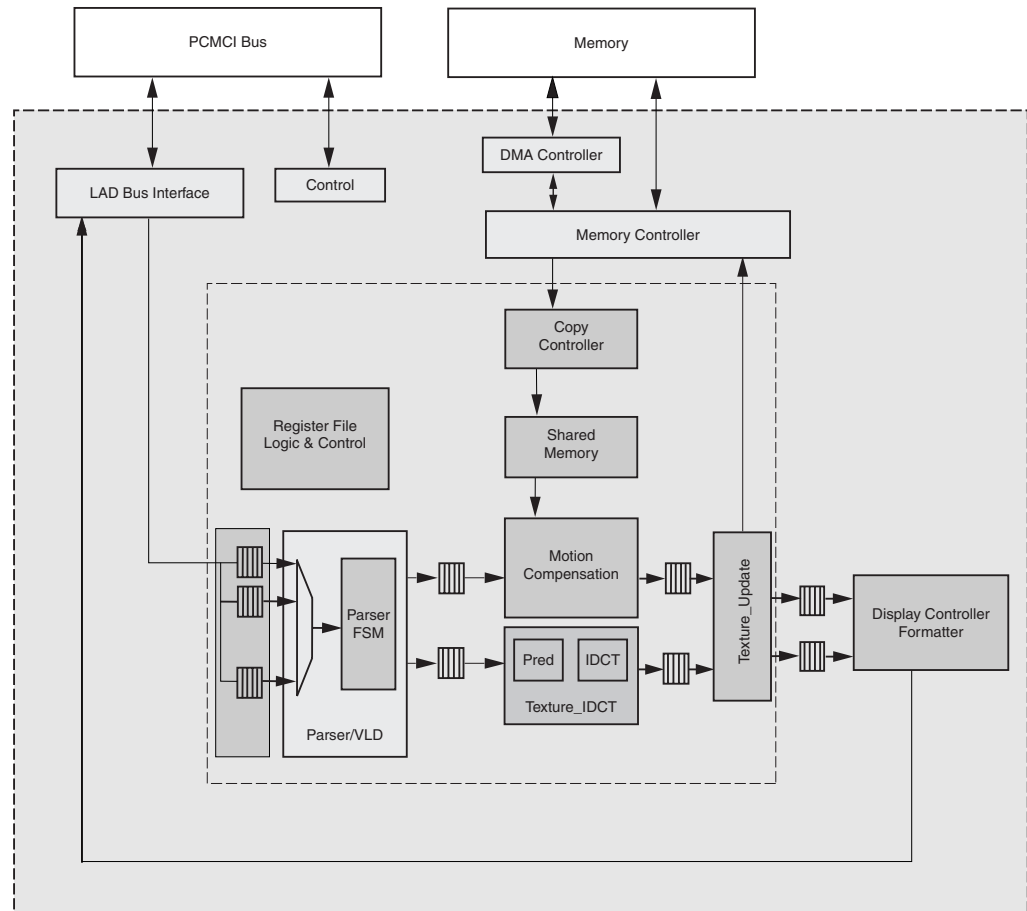 PCMCI Bus
Memory
DMA Controller
LAD Bus Interface
Control
Memory Controller
Copy
Controller
Register File
Logic & Control
Shared
Memory
Motion
Compensation
Parser
FSM
Texture_Update
Display Controller
Formatter
Pred
IDCT
Texture_IDCT
Parser/VLD